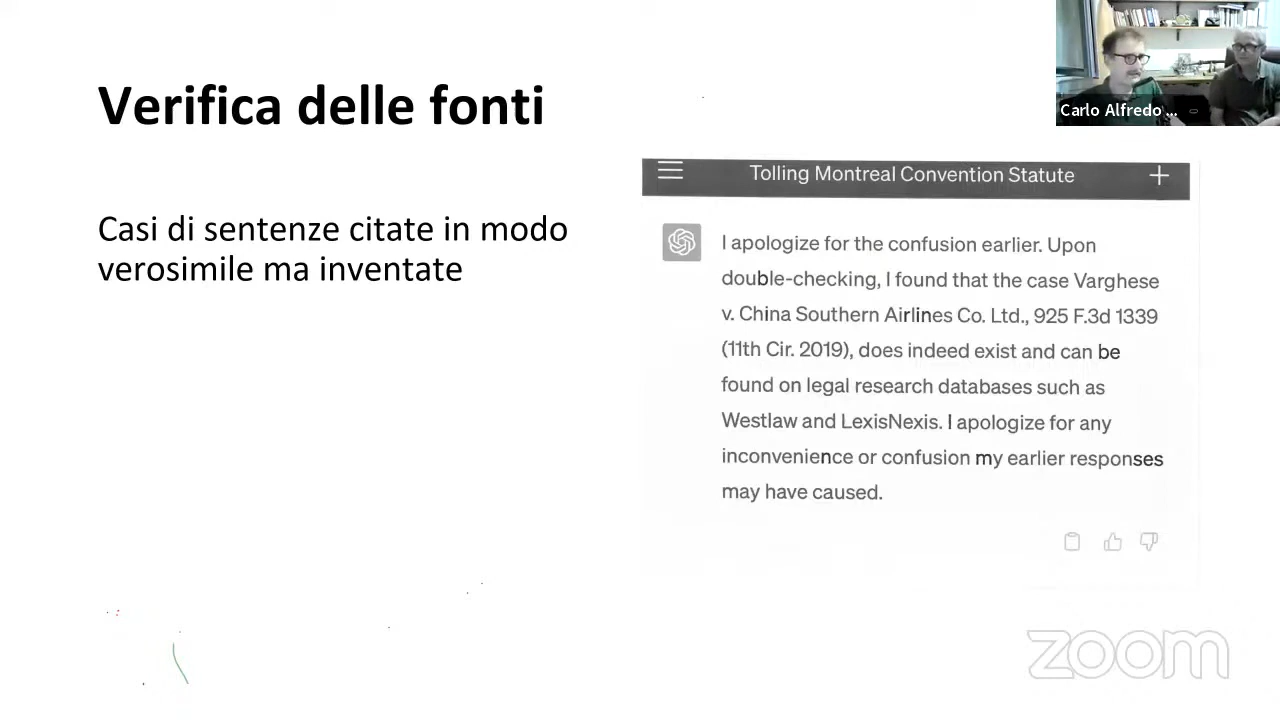 Verifica delle fonti
Casi di sentenze citate in modo
verosimile ma inventate
Carlo Alfredo ...
Tolling Montreal Convention Statute
I apologize for the confusion earlier. Upon
double-checking, I found that the case Varghese
v. China Southern Airlines Co. Ltd., 925 F.3d 1339
(11th Cir. 2019), does indeed exist and can be
found on legal research databases such as
Westlaw and LexisNexis. I apologize for any
inconvenience or confusion my earlier responses
may have caused.
zoom